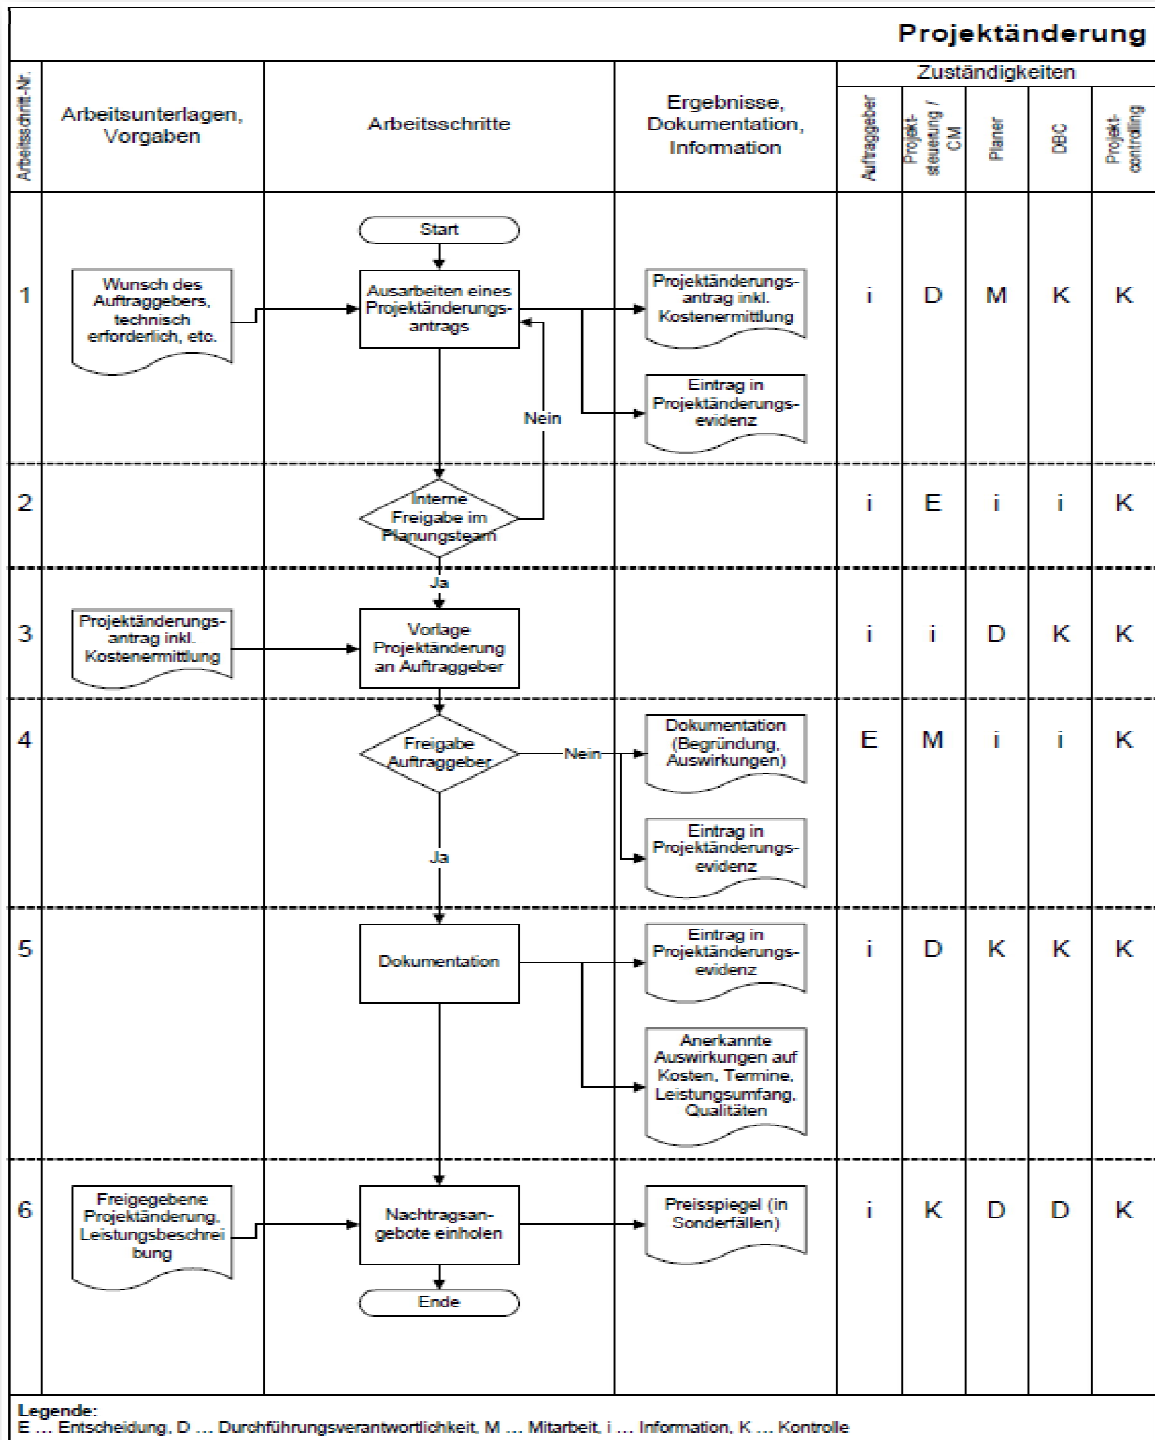 Projektänderung
Arbeitsschritt-Nr.
Arbeitsunterlagen,
Vorgaben
Arbeitsschritte
Ergebnisse,
Dokumentation,
Information
Zuständigkeiten
Auftraggeber
Projekt-
steuerung /
CM
Planer
DBC
Projekt-
controlling
Start
1
Wunsch des
Auftraggebers,
technisch
erforderlich, etc.
Ausarbeiten eines
Projektänderungs-
antrags
Projektänderungs-
antrag inkl.
Kostenermittlung
i D M K K
Eintrag in
Projektänderungs-
evidenz
Nein
2
Interne
Freigabe im
Planungsteam
i E i i K
Ja
3
Projektänderungs-
antrag inkl.
Kostenermittlung
Vorlage
Projektänderung
an Auftraggeber
i i D K K
4
Freigabe
Auftraggeber
Nein
Dokumentation
(Begründung,
Auswirkungen)
E M i i K
Eintrag in
Projektänderungs-
evidenz
Ja
5
Dokumentation
Eintrag in
Projektänderungs-
evidenz
i D K K K
Anerkannte
Auswirkungen auf
Kosten, Termine,
Leistungsumfang,
Qualitäten
6
Freigegebene
Projektänderung,
Leistungsbeschrei
bung
Nachtragsan-
gebote einholen
Preisspiegel (in
Sonderfällen)
i K D D K
Ende
Legende:
E ... Entscheidung, D ... Durchführungsverantwortlichkeit, M ... Mitarbeit, i ... Information, K ... Kontrolle